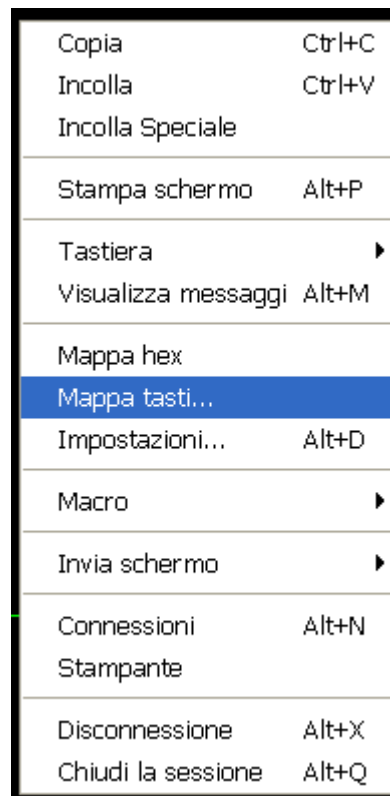 Copia Ctrl+C
Incolla Ctrl+V
Incolla Speciale
Stampa schermo Alt+P
Tastiera
Visualizza messaggi Alt+M
Mappa hex
Mappa tasti...
Impostazioni... Alt+D
Macro
Invia schermo
Connessioni Alt+N
Stampante
Disconnessione Alt+X
Chiudi la sessione Alt+Q